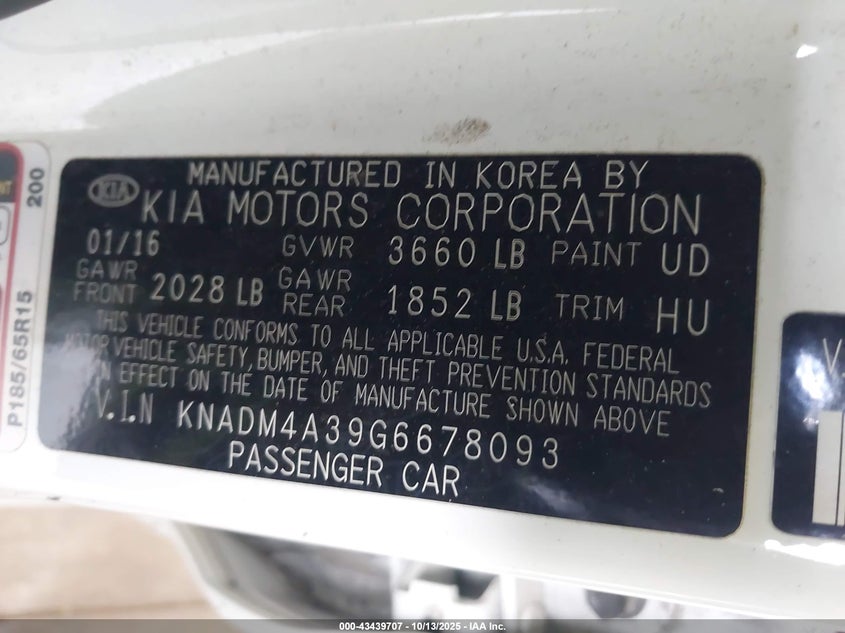 MANUFACTURED IN KOREA BY
KIA KIA MOTORS CORPORATION
01/16 GVWR 3660 LB PAINT UD
GAWR FRONT 2028 LB GAWR REAR 1852 LB TRIM HU
THIS VEHICLE CONFORMS TO ALL APPLICABLE U.S.A. FEDERAL
MOTOR VEHICLE SAFETY, BUMPER, AND THEFT PREVENTION STANDARDS
IN EFFECT ON THE DATE OF MANUFACTURE SHOWN ABOVE
V.I.N KNADM4A39G6678093
PASSENGER CAR
200
P185/65R15
V.
000-43439707 - 10/13/2025 - IAA Inc.